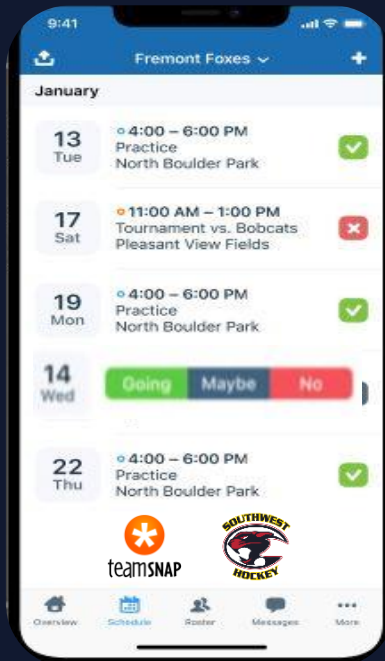 9:41
Fremont Foxes
January
13
Tue
4:00 – 6:00 PM
Practice
North Boulder Park
17
Sat
11:00 AM – 1:00 PM
Tournament vs. Bobcats
Pleasant View Fields
19
Mon
4:00 – 6:00 PM
Practice
North Boulder Park
14
Wed
Going Maybe No
22
Thu
4:00 – 6:00 PM
Practice
North Boulder Park
teamSNAP
SOUTHWEST
HOCKEY
Overview Schedule Roster Messages More